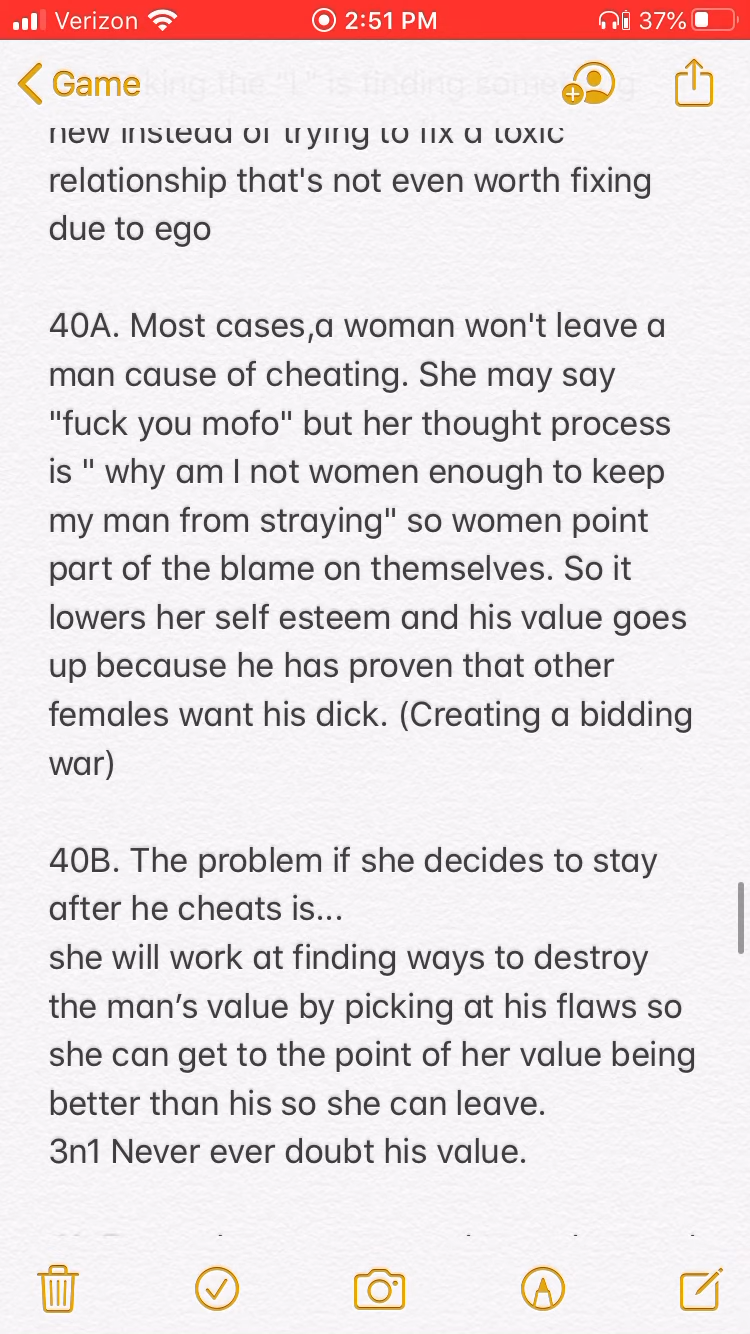 Verizon 2:51 PM 37%
Game
new instead of trying to fix a toxic
relationship that's not even worth fixing
due to ego
40A. Most cases,a woman won't leave a
man cause of cheating. She may say
"fuck you mofo" but her thought process
is " why am I not women enough to keep
my man from straying" so women point
part of the blame on themselves. So it
lowers her self esteem and his value goes
up because he has proven that other
females want his dick. (Creating a bidding
war)
40B. The problem if she decides to stay
after he cheats is...
she will work at finding ways to destroy
the man’s value by picking at his flaws so
she can get to the point of her value being
better than his so she can leave.
3n1 Never ever doubt his value.